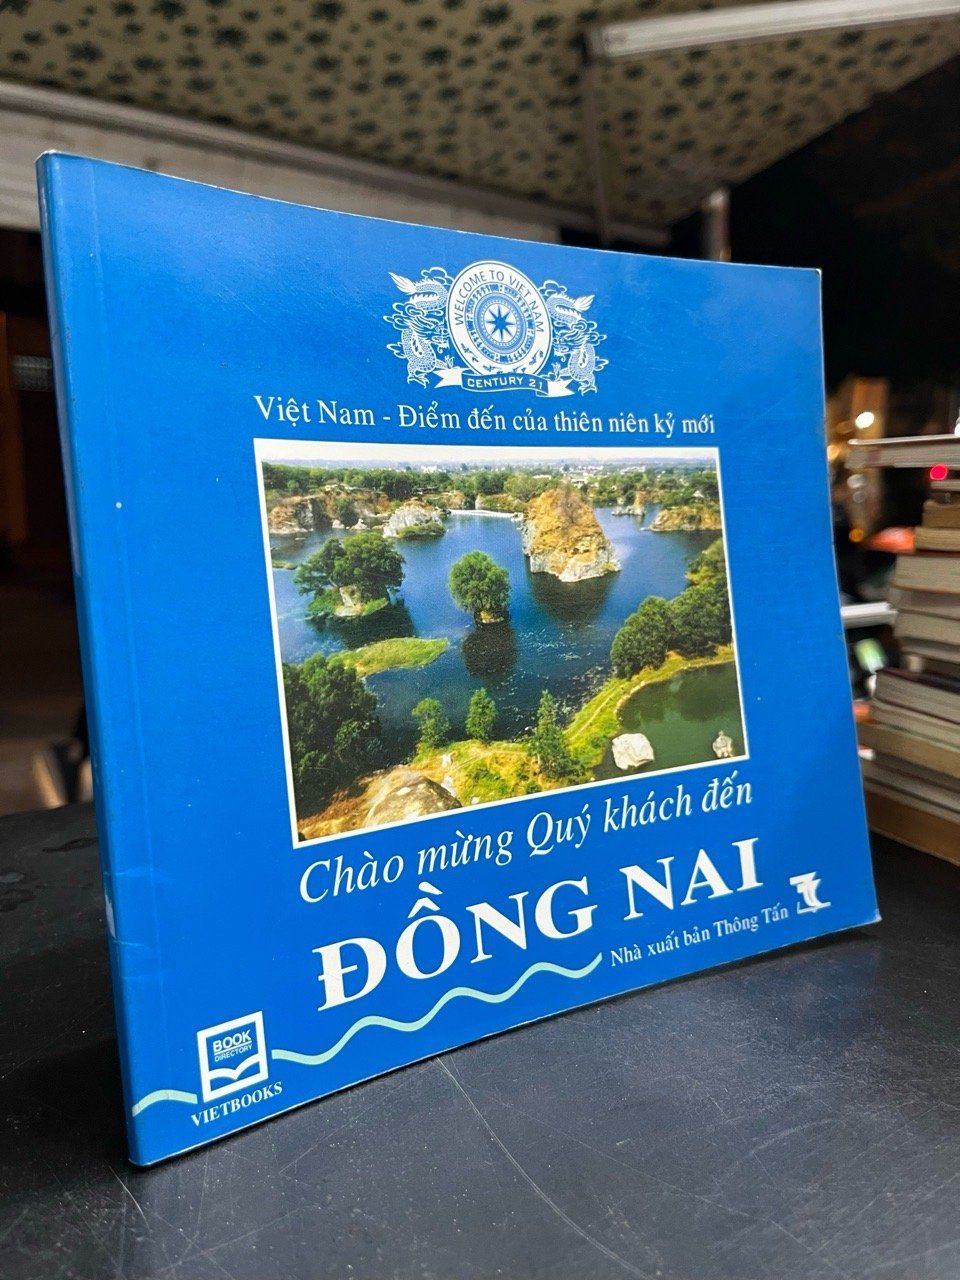 WELCOME TO VIETNAM
CENTURY 21
Việt Nam - Điểm đến của thiên niên kỷ mới
Chào mừng Quý khách đến
ĐỒNG NAI
Nhà xuất bản Thông Tấn
BOOK
DIRECTORY
VIETBOOKS